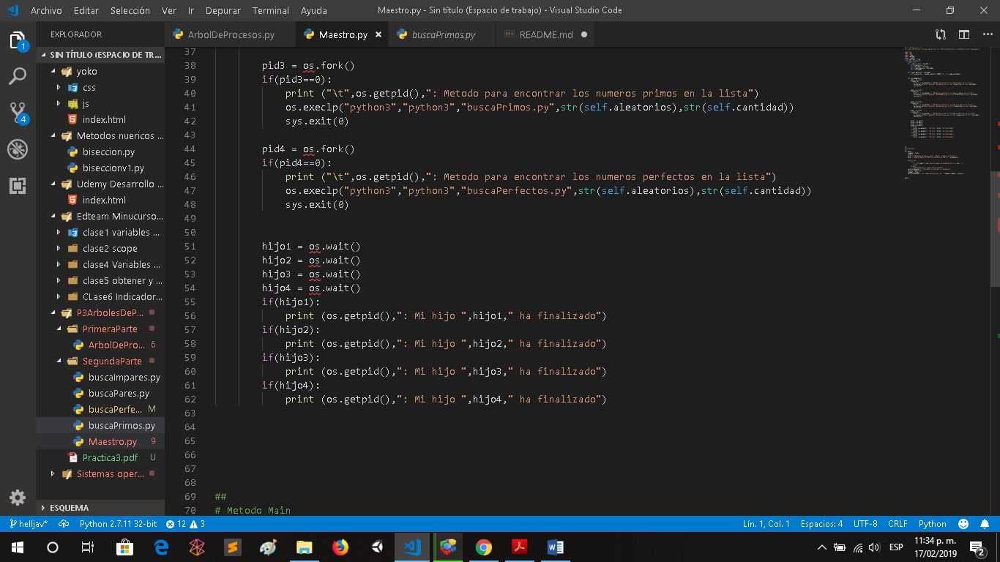 Archivo Editar Selección Ver Ir Depurar Terminal Ayuda
Maestro.py - Sin título (Espacio de trabajo) - Visual Studio Code
EXPLORADOR
SIN TÍTULO (ESPACIO DE TR...
yoko
css
js
index.html
Metodos nuericos ...
biseccion.py
biseccionv1.py
Udemy Desarrollo ...
index.html
Edteam Minucurso...
clase1 variables ...
clase2 scope
clase4 Variables ...
clase5 obtener y ...
CLase6 Indicador...
P3ArbolesDeP...
PrimeraParte
ArbolDePro... 6
SegundaParte
buscaImpares.py
buscaPares.py
buscaPerfe... M
buscaPrimos.py
Maestro.py 9
Practica3.pdf U
Sistemas oper...
ESQUEMA
1
4
ArbolDeProcesos.py
Maestro.py ×
buscaPrimos.py
README.md
37
38 pid3 = os.fork()
39 if(pid3==0):
40 print ("\t",os.getpid(),": Metodo para encontrar los numeros primos en la lista")
41 os.execlp("python3","python3","buscaPrimos.py",str(self.aleatorios),str(self.cantidad))
42 sys.exit(0)
43
44 pid4 = os.fork()
45 if(pid4==0):
46 print ("\t",os.getpid(),": Metodo para encontrar los numeros perfectos en la lista")
47 os.execlp("python3","python3","buscaPerfectos.py",str(self.aleatorios),str(self.cantidad))
48 sys.exit(0)
49
50
51 hijo1 = os.wait()
52 hijo2 = os.wait()
53 hijo3 = os.wait()
54 hijo4 = os.wait()
55 if(hijo1):
56 print (os.getpid(),": Mi hijo ",hijo1," ha finalizado")
57 if(hijo2):
58 print (os.getpid(),": Mi hijo ",hijo2," ha finalizado")
59 if(hijo3):
60 print (os.getpid(),": Mi hijo ",hijo3," ha finalizado")
61 if(hijo4):
62 print (os.getpid(),": Mi hijo ",hijo4," ha finalizado")
63
64
65
66
67
68
69 ##
70 # Metodo Main
helljav* Python 2.7.11 32-bit 12 3
Lín. 1, Col. 1 Espacios: 4 UTF-8 CRLF Python
ESP
11:34 p. m.
17/02/2019
2